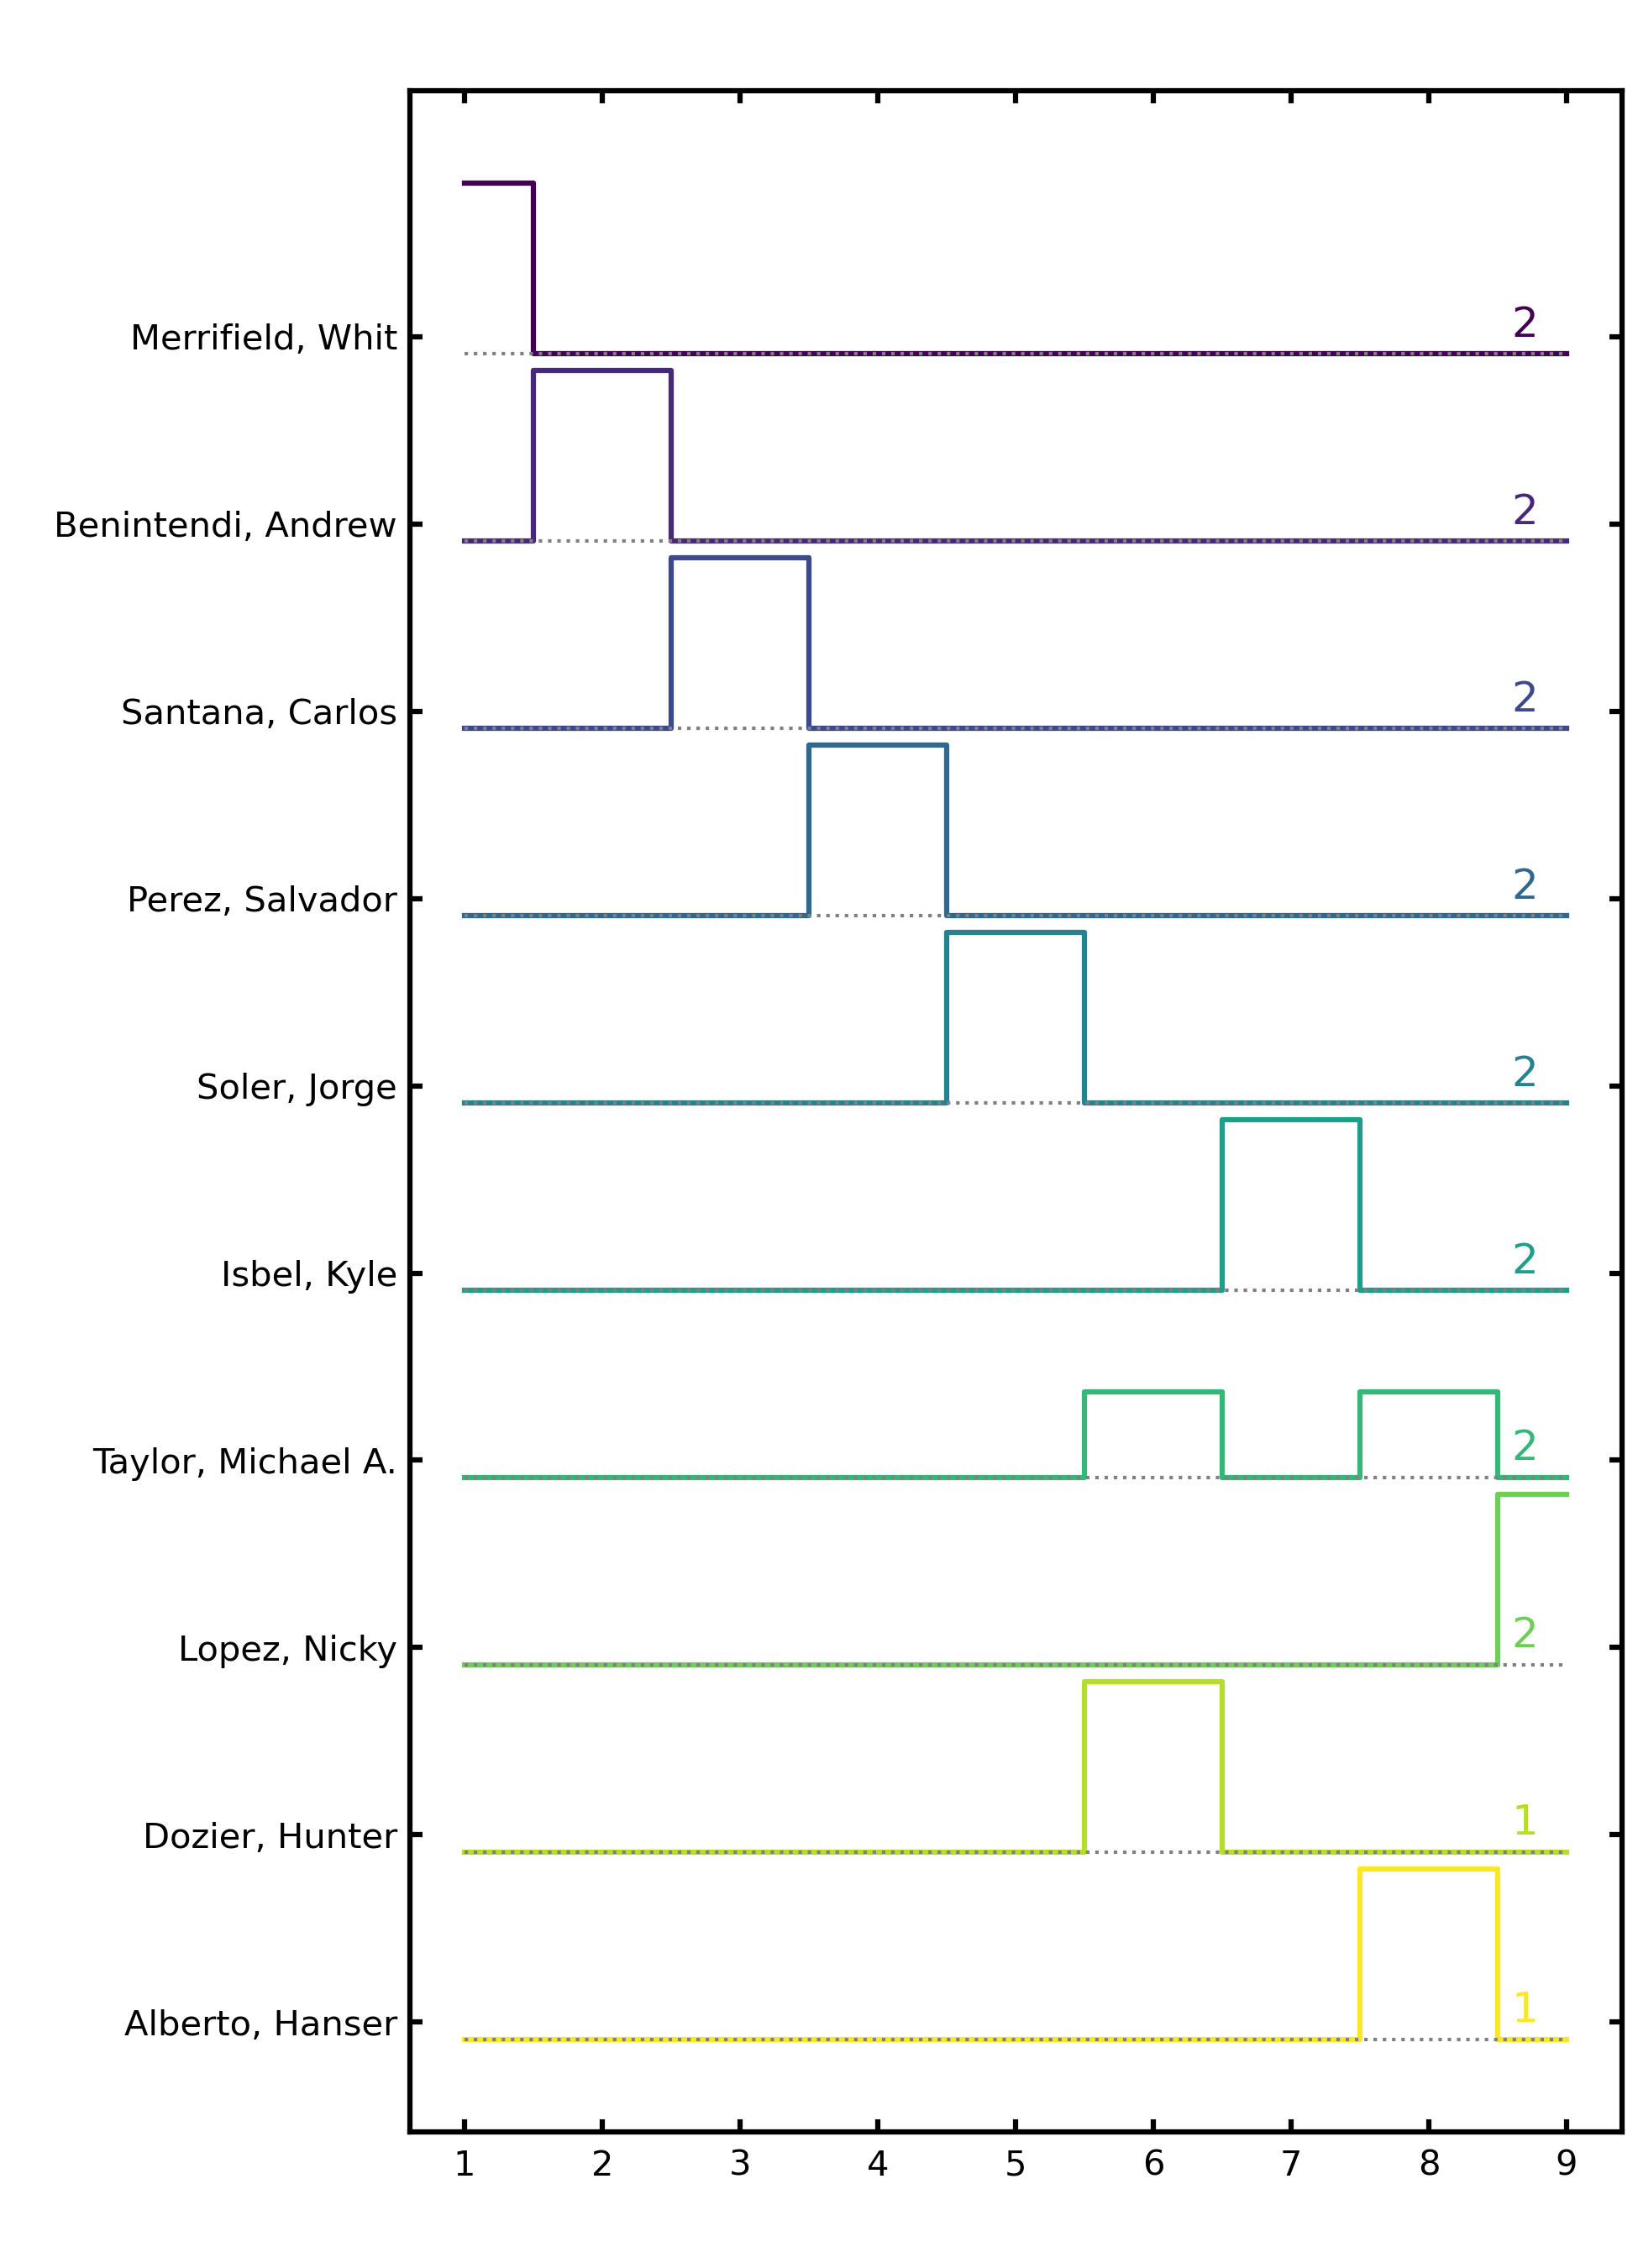 Merrifield, Whit 2
Benintendi, Andrew 2
Santana, Carlos 2
Perez, Salvador 2
Soler, Jorge 2
Isbel, Kyle 2
Taylor, Michael A. 2
Lopez, Nicky 2
Dozier, Hunter 1
Alberto, Hanser 1
1 2 3 4 5 6 7 8 9